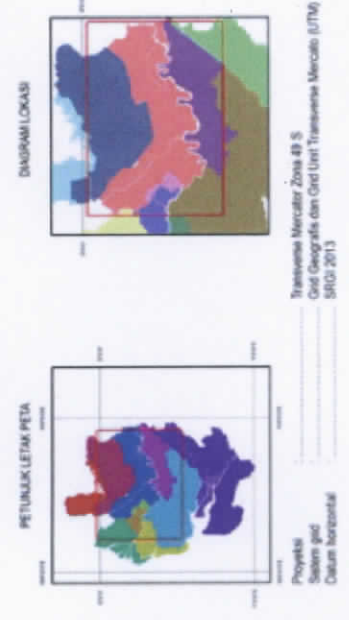 PETUNJUK LETAK PETA
DIAGRAM LOKASI
Proyeksi : Transverse Mercator Zona 49 S
Sistem grid : Grid Geografis dan Grid Unit Transverse Mercato (UTM)
Datum horizontal : SRGI 2013